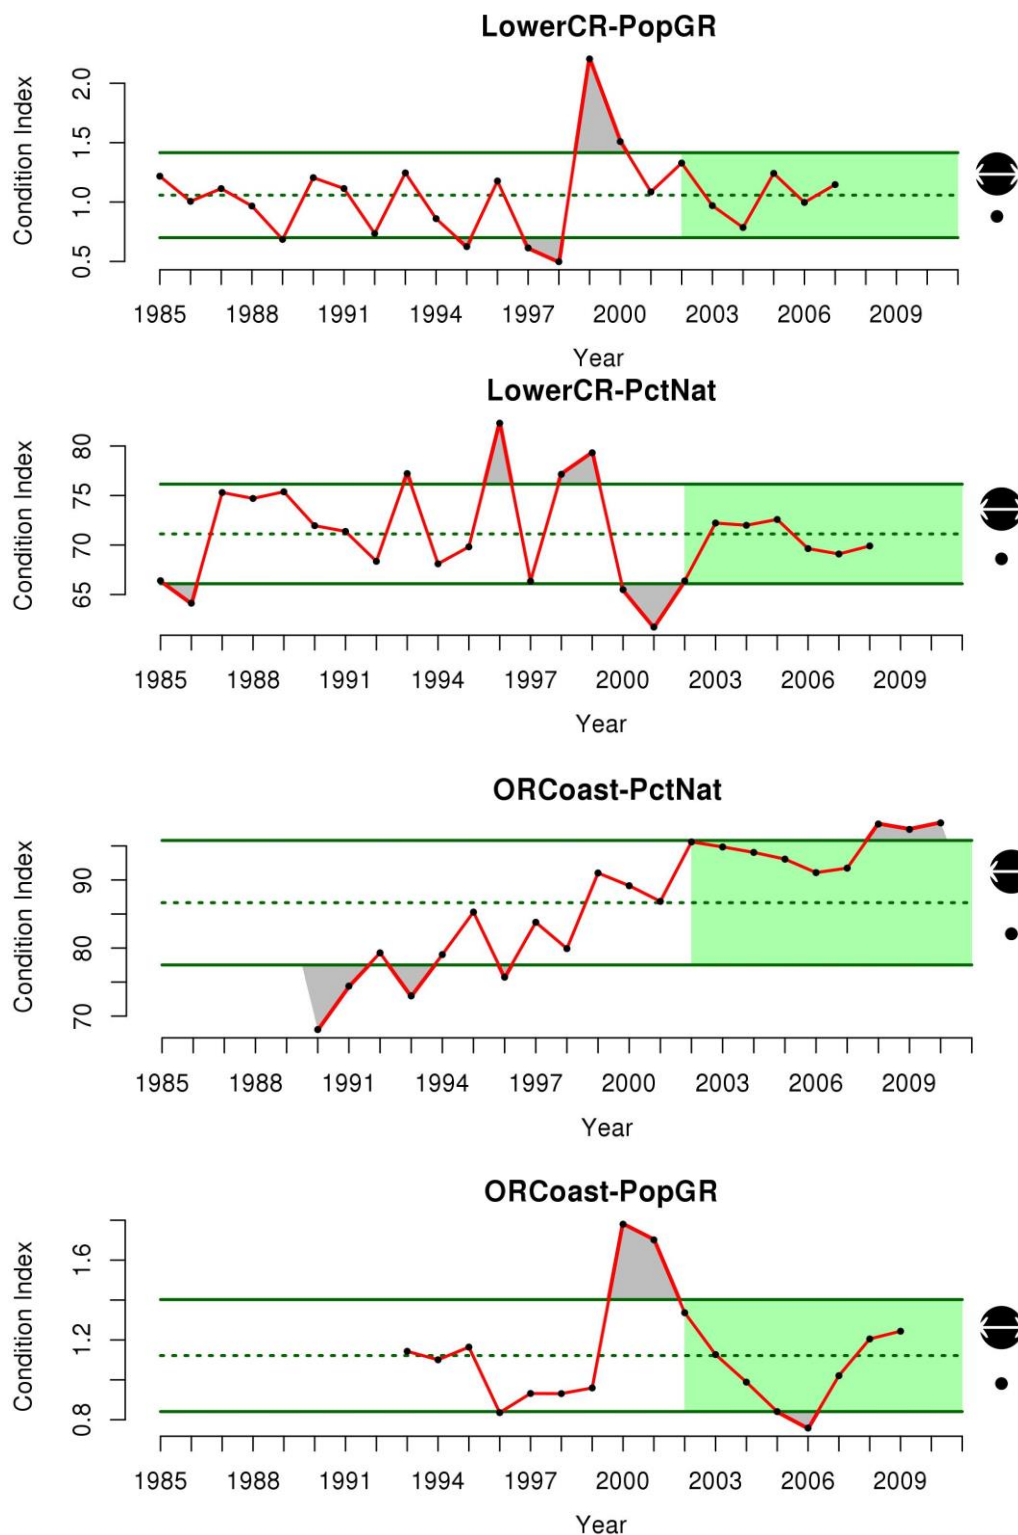 LowerCR-PopGR
Condition Index
2.0
1.5
1.0
0.5
1985 1988 1991 1994 1997 2000 2003 2006 2009
Year
LowerCR-PctNat
Condition Index
80
75
70
65
1985 1988 1991 1994 1997 2000 2003 2006 2009
Year
ORCoast-PctNat
Condition Index
90
80
70
1985 1988 1991 1994 1997 2000 2003 2006 2009
Year
ORCoast-PopGR
Condition Index
1.6
1.2
0.8
1985 1988 1991 1994 1997 2000 2003 2006 2009
Year